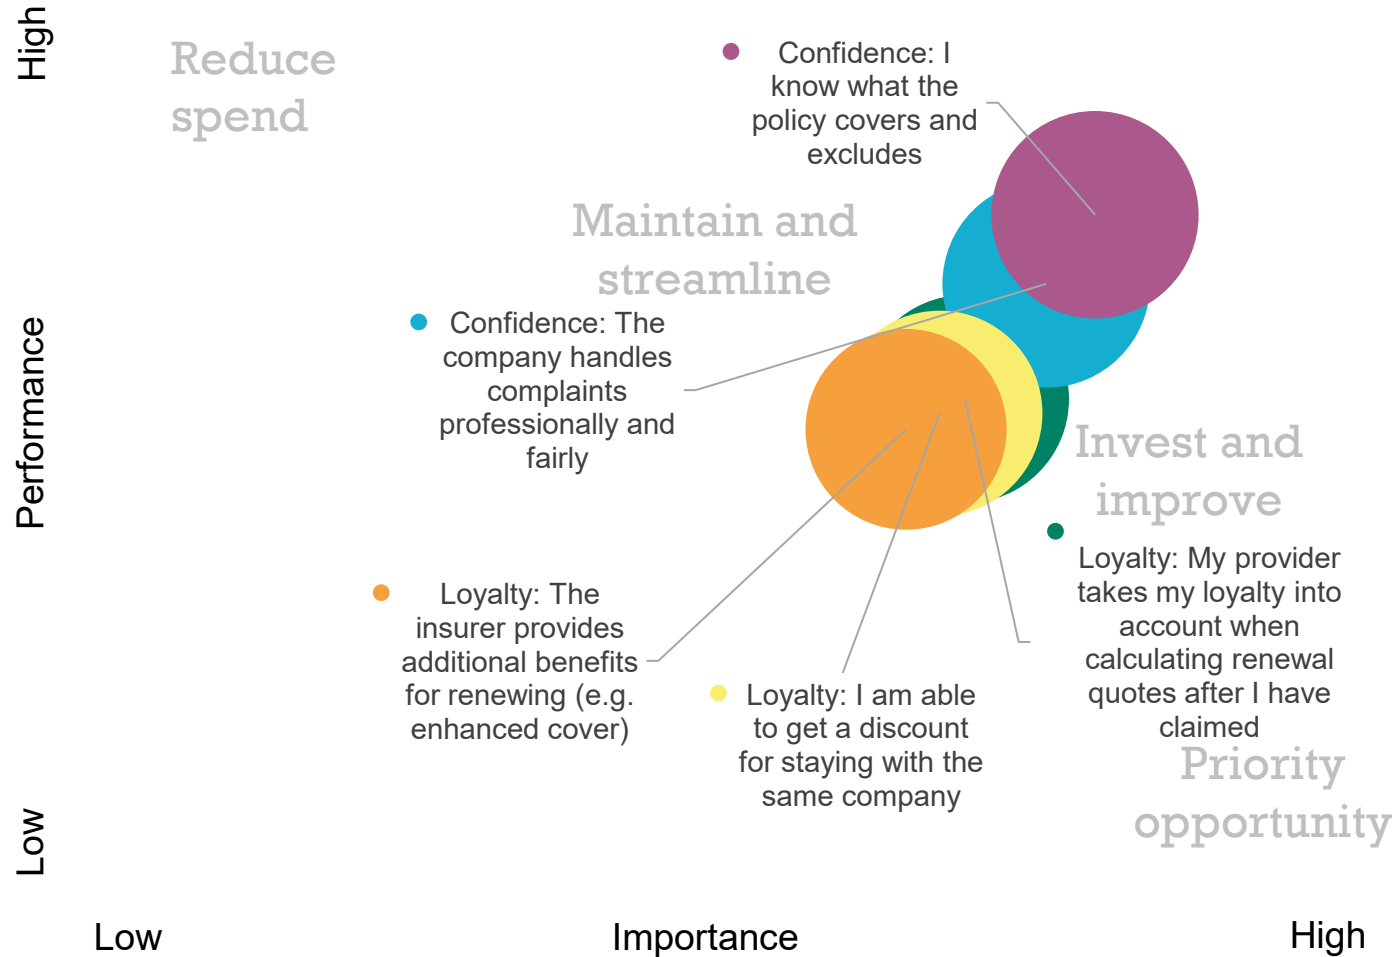 High
Reduce
spend
Confidence: I
know what the
policy covers and
excludes
Maintain and
streamline
Confidence: The
company handles
complaints
professionally and
fairly
Performance
Invest and
improve
Loyalty: My provider
takes my loyalty into
account when
calculating renewal
quotes after I have
claimed
Loyalty: The
insurer provides
additional benefits
for renewing (e.g.
enhanced cover)
Loyalty: I am able
to get a discount
for staying with the
same company
Priority
opportunity
Low
Low
Importance
High